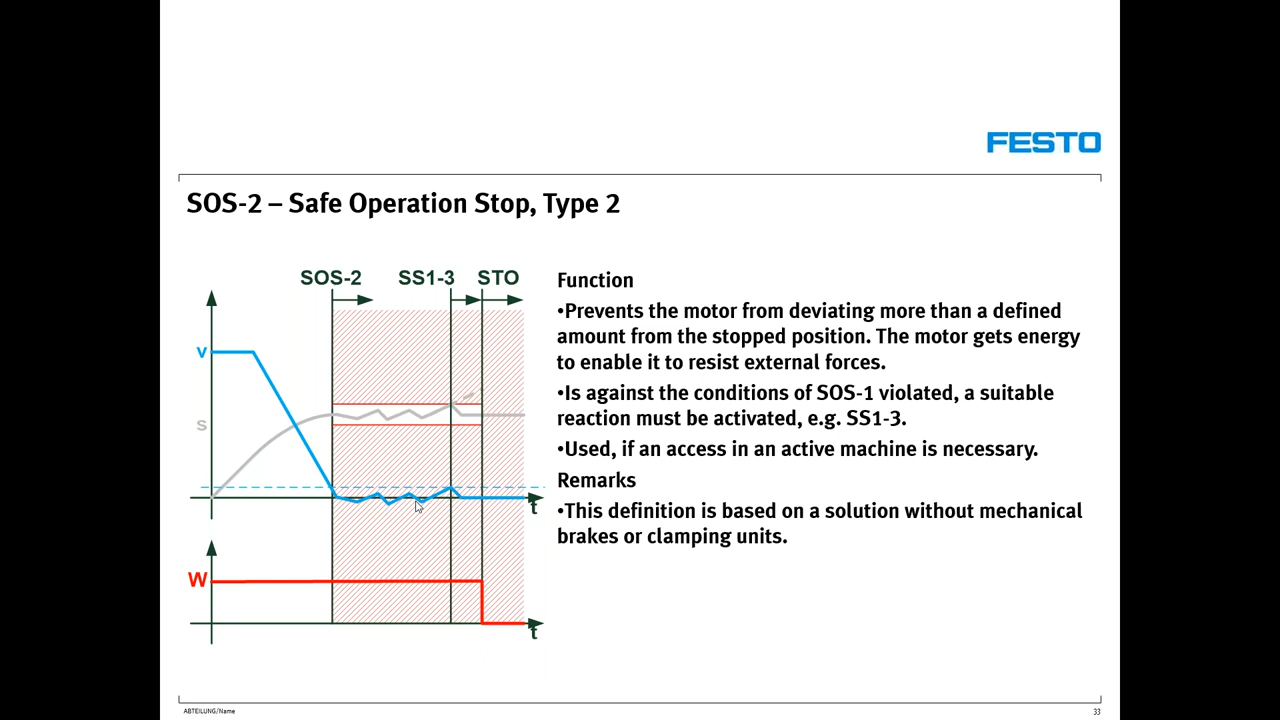 FESTO
SOS-2 – Safe Operation Stop, Type 2
SOS-2 SS1-3 STO
v
s
t
W
t
Function
•Prevents the motor from deviating more than a defined
amount from the stopped position. The motor gets energy
to enable it to resist external forces.
•Is against the conditions of SOS-1 violated, a suitable
reaction must be activated, e.g. SS1-3.
•Used, if an access in an active machine is necessary.
Remarks
•This definition is based on a solution without mechanical
brakes or clamping units.
ABTEILUNG/Name
33